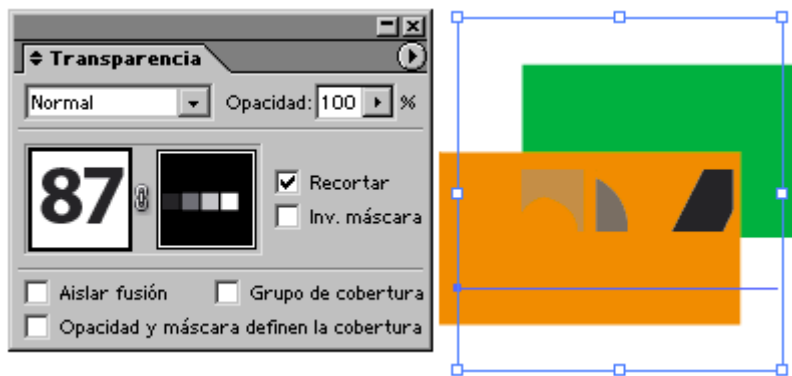 Transparencia
Normal Opacidad: 100 %
87
Recortar
Inv. máscara
Aislar fusión Grupo de cobertura
Opacidad y máscara definen la cobertura